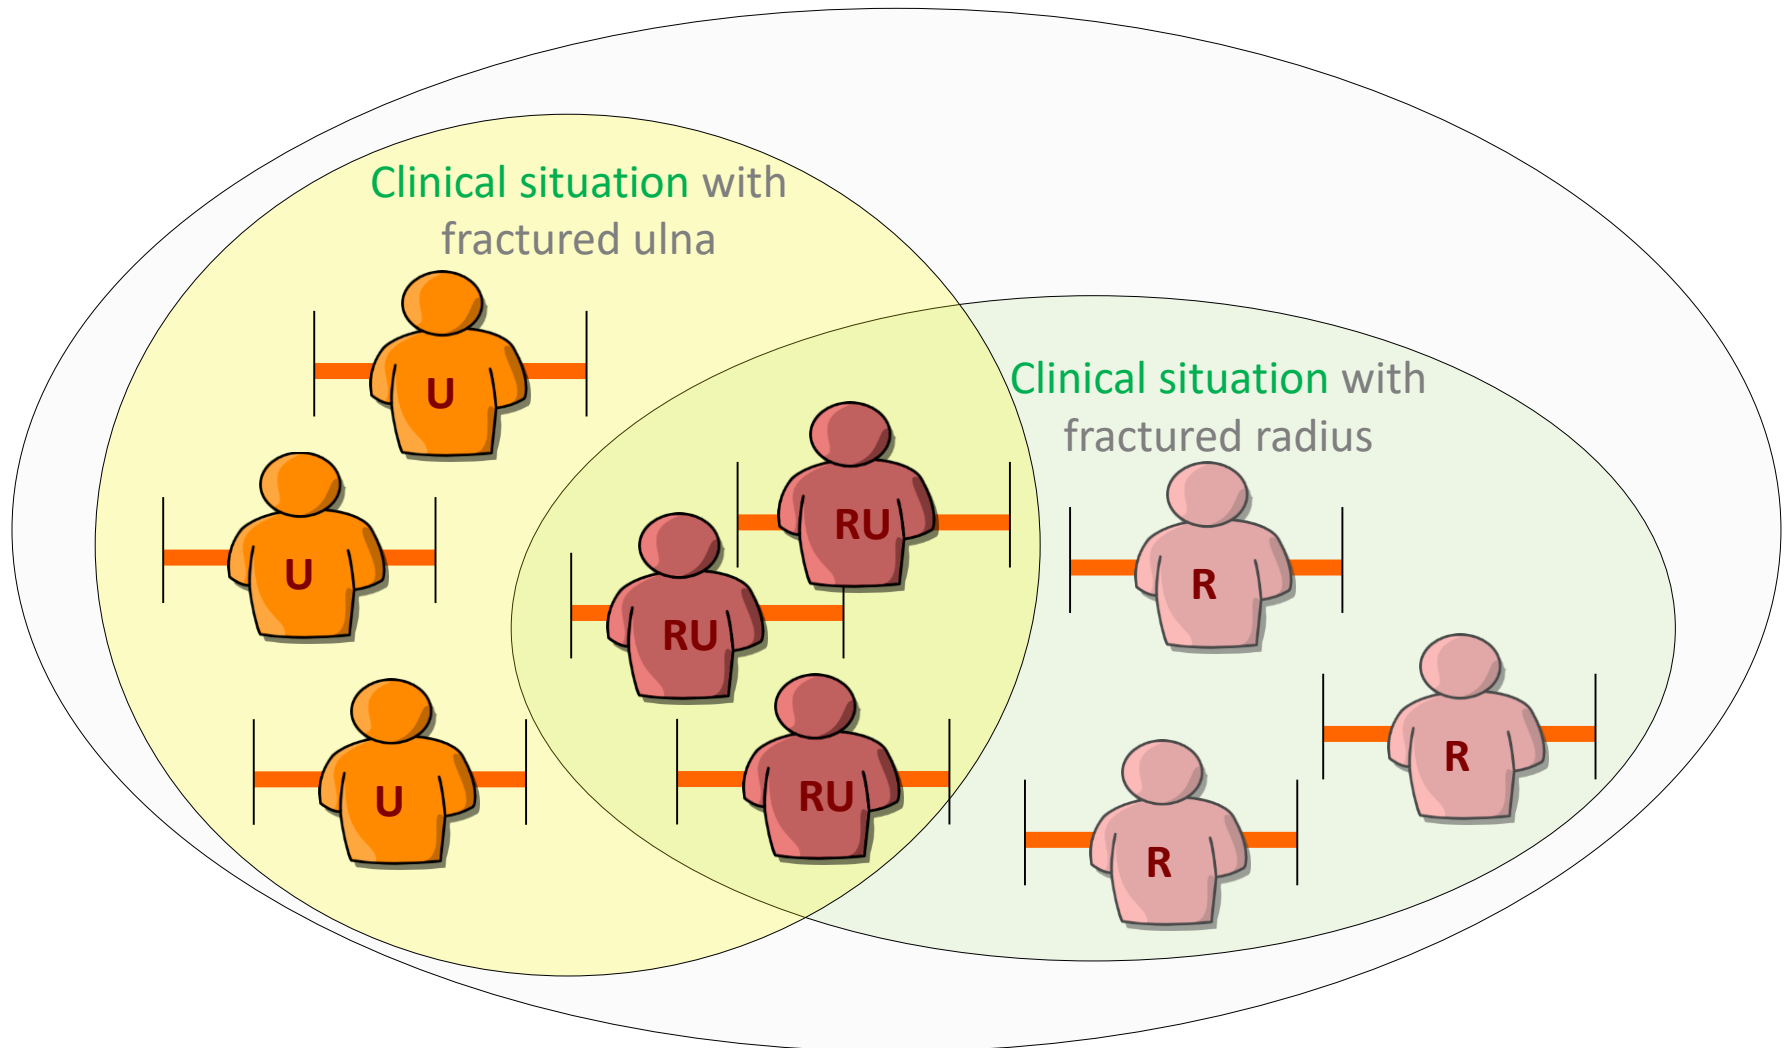 Clinical situation with
fractured ulna
U
Clinical situation with
fractured radius
RU
R
U
RU
R
RU
U
R